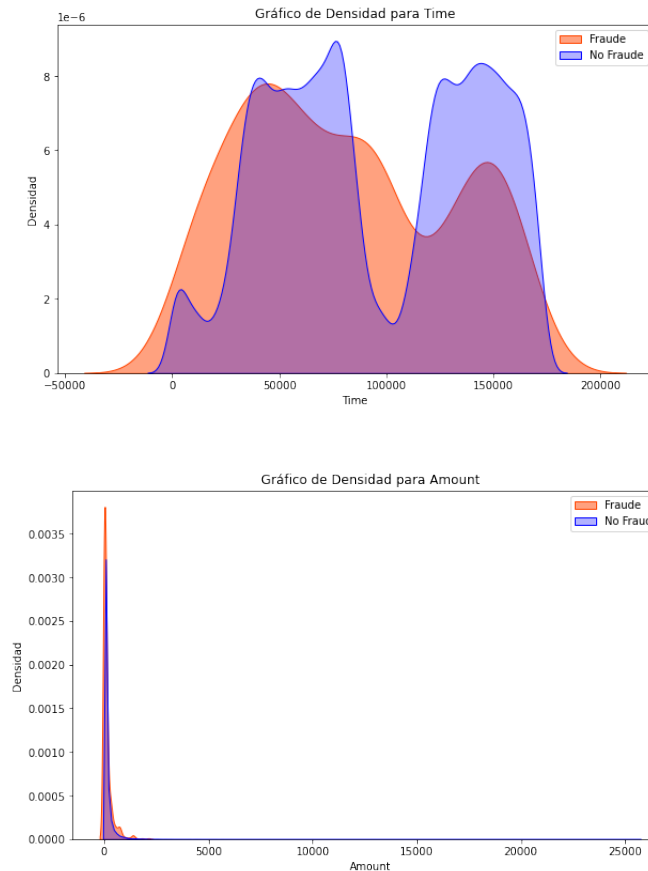 Gráfico de Densidad para Time
1e−6
Fraude
No Fraude
8
6
4
2
0
Densidad
−50000 0 50000 100000 150000 200000
Time
Gráfico de Densidad para Amount
Fraude
No Fraud
0.0035
0.0030
0.0025
0.0020
0.0015
0.0010
0.0005
0.0000
Densidad
0 5000 10000 15000 20000 25000
Amount